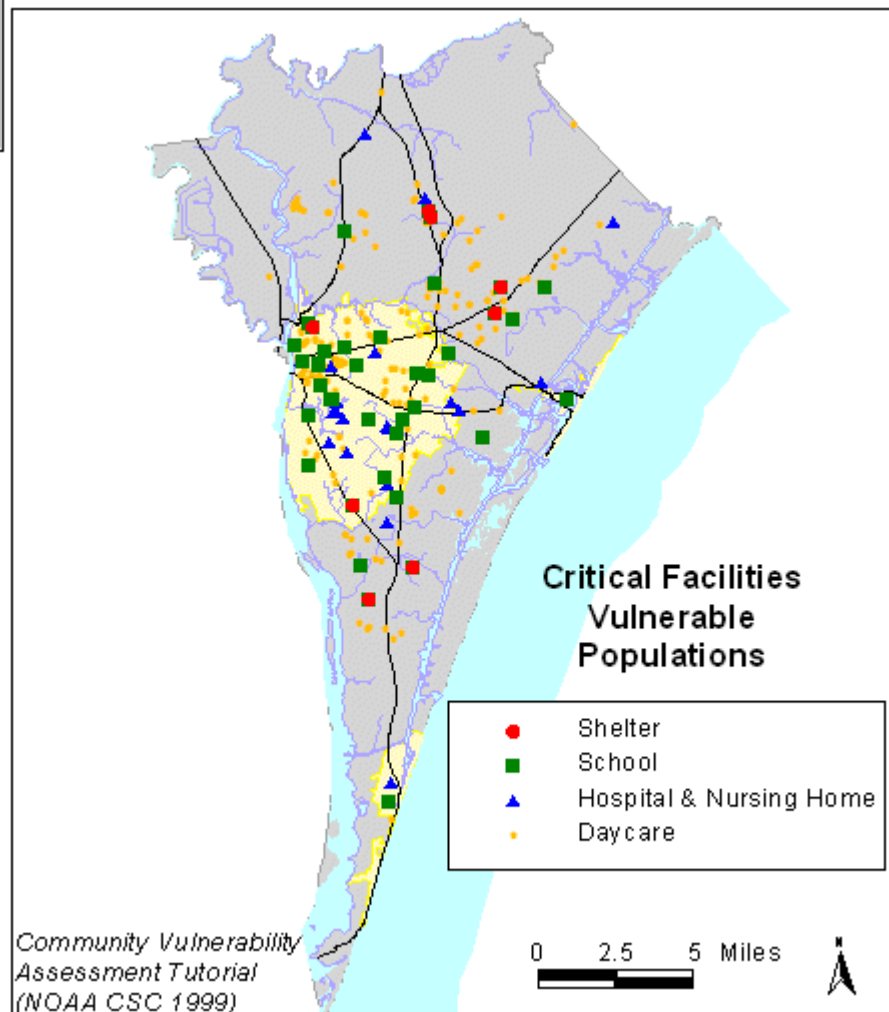 Critical Facilities
Vulnerable
Populations
Shelter
School
Hospital & Nursing Home
Daycare
Community Vulnerability
Assessment Tutorial
(NOAA CSC 1999)
0 2.5 5 Miles
N